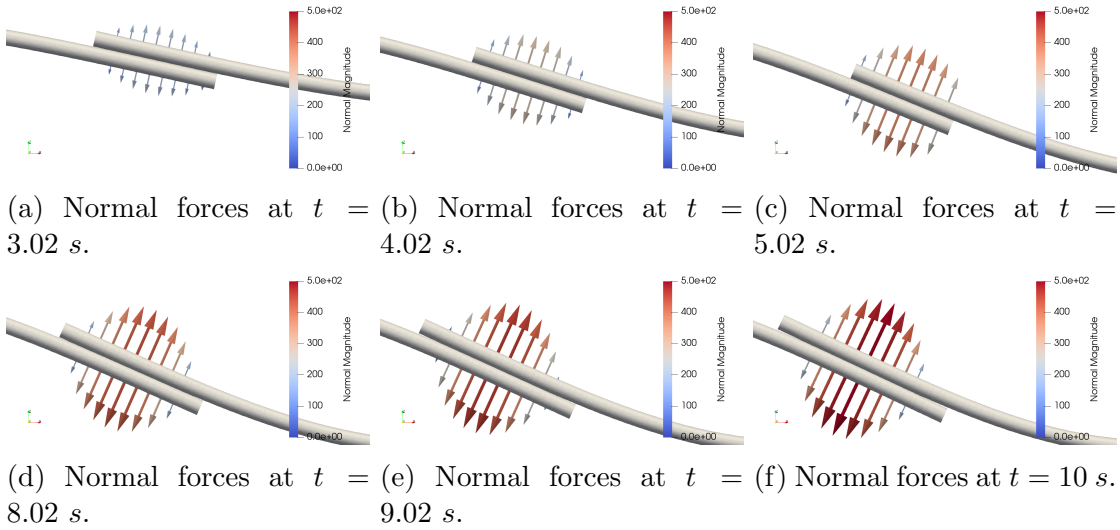 5.0e+02
400
300
200
100
0.0e+00
Normal Magnitude
5.0e+02
400
300
200
100
0.0e+00
Normal Magnitude
5.0e+02
400
300
200
100
0.0e+00
Normal Magnitude
(a) Normal forces at t =
3.02 s.
(b) Normal forces at t =
4.02 s.
(c) Normal forces at t =
5.02 s.
5.0e+02
400
300
200
100
0.0e+00
Normal Magnitude
5.0e+02
400
300
200
100
0.0e+00
Normal Magnitude
5.0e+02
400
300
200
100
0.0e+00
Normal Magnitude
(d) Normal forces at t =
8.02 s.
(e) Normal forces at t =
9.02 s.
(f) Normal forces at t = 10 s.